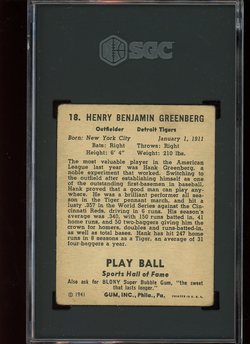 SGC
18. HENRY BENJAMIN GREENBERG
Outfielder Detroit Tigers
Born: New York City January 1, 1911
Bats: Right Throws: Right
Height: 6' 4" Weight: 210 lbs.
The most valuable player in the American
League last year was Hank Greenberg, a
noble experiment that worked. Switching to
the outfield after establishing himself as one
of the outstanding first-basemen in baseball,
Hank proved that a good man can play any-
where. He was a brilliant performer all sea-
son in the Tiger pennant march, and hit a
lusty .357 in the World Series against the Cin-
cinnati Reds, driving in 6 runs. His season's
average was .340, with 150 runs batted in, 41
home runs, 50 doubles and 8 triples, giving him
the crown for homers, doubles and runs-batted-
in, as well as total bases. Hank has hit 247 home
runs in 8 seasons as a Tiger, an average of 31
four-baggers a year.
PLAY BALL
Sports Hall of Fame
Also ask for BLONY Super Bubble Gum, "the sweet
that lasts longer."
© 1941 GUM, INC., Phila., Pa. PRINTED IN U. S. A.